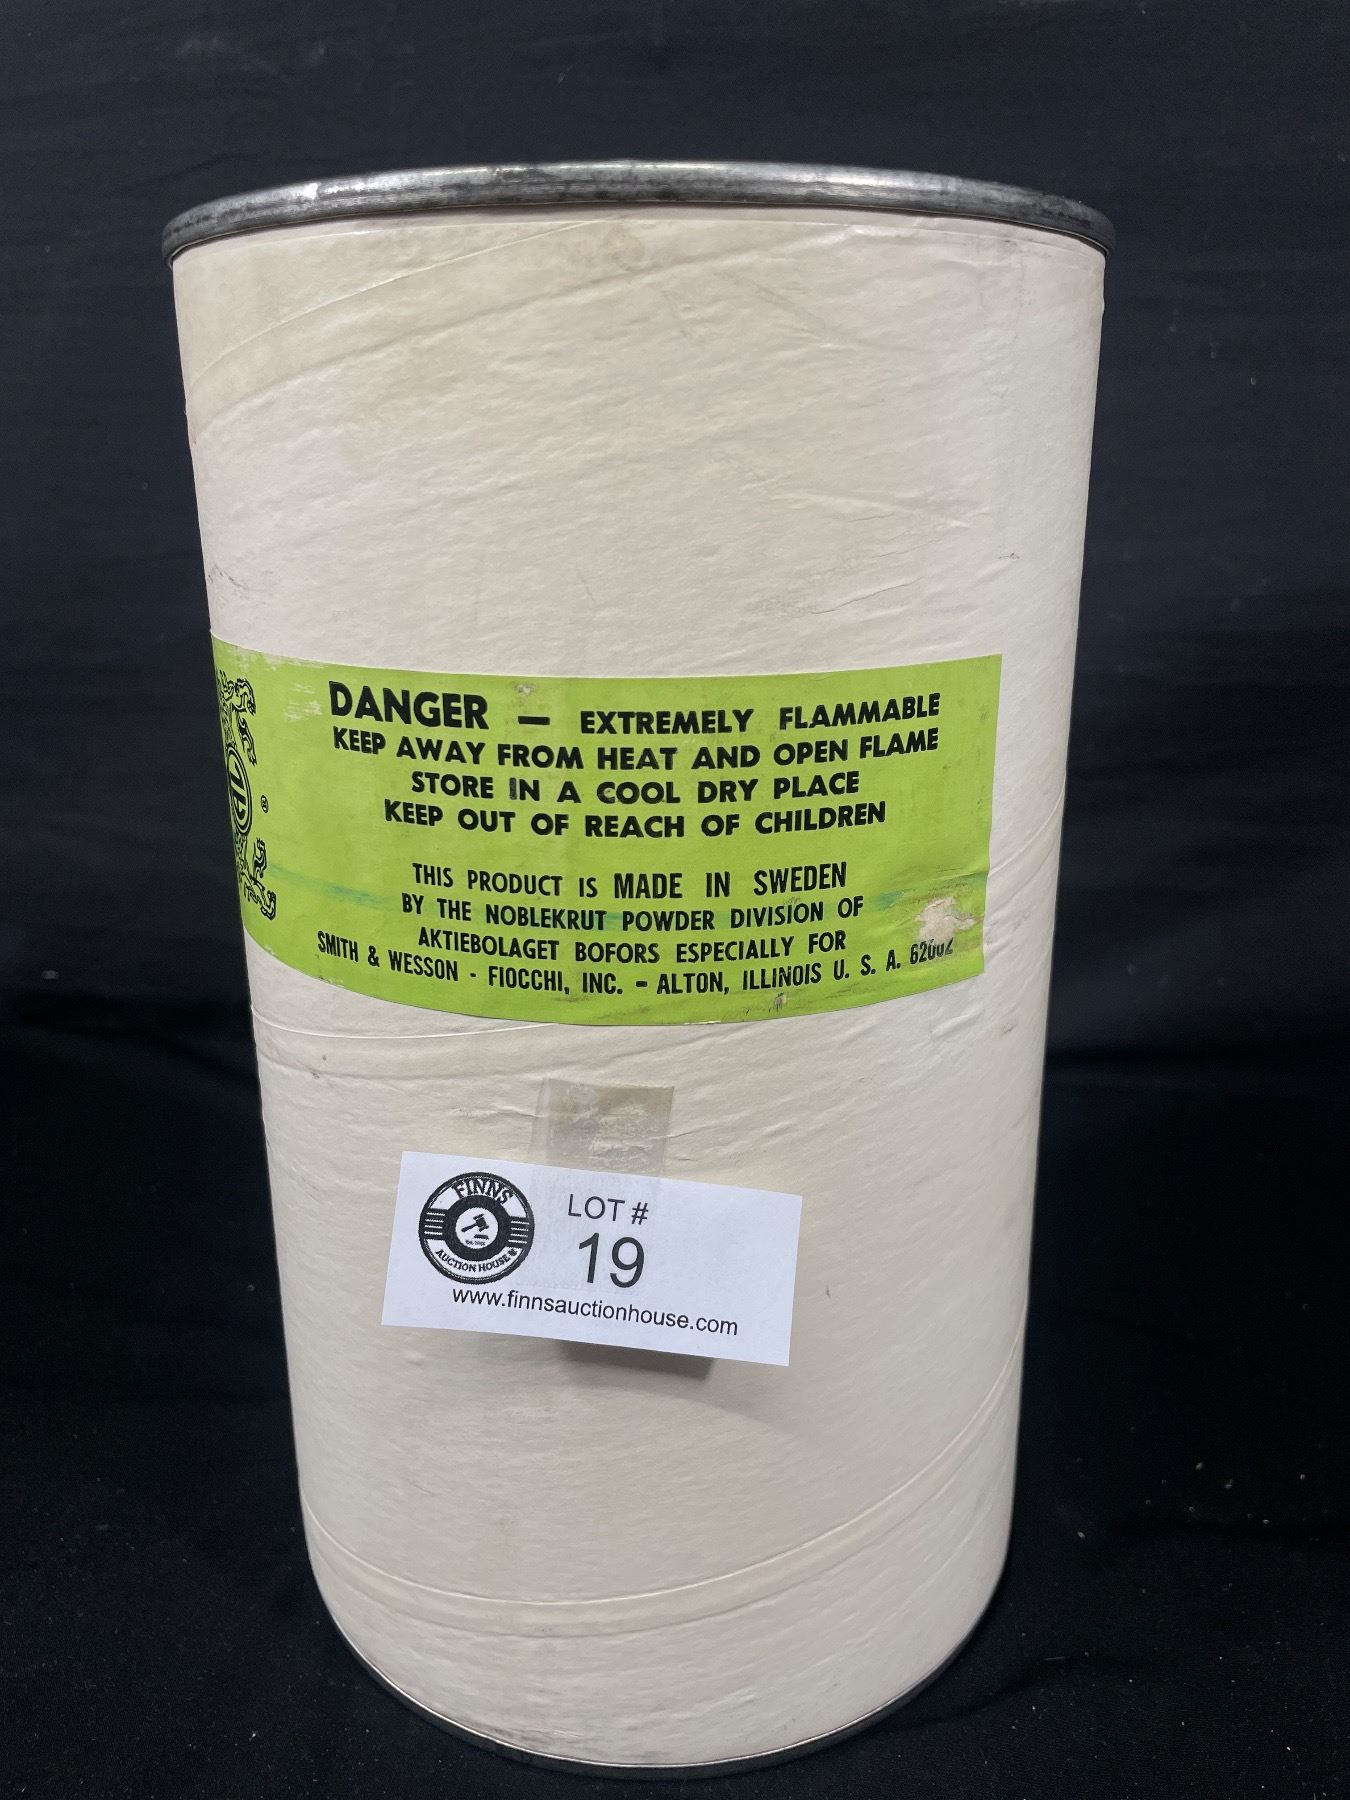 DANGER — EXTREMELY FLAMMABLE
KEEP AWAY FROM HEAT AND OPEN FLAME
STORE IN A COOL DRY PLACE
KEEP OUT OF REACH OF CHILDREN
THIS PRODUCT IS MADE IN SWEDEN
BY THE NOBLEKRUT POWDER DIVISION OF
AKTIEBOLAGET BOFORS ESPECIALLY FOR
SMITH & WESSON - FIOCCHI, INC. - ALTON, ILLINOIS U. S. A. 62002
®
FINNS
AUCTION HOUSE
LOT #
19
www.finnsauctionhouse.com